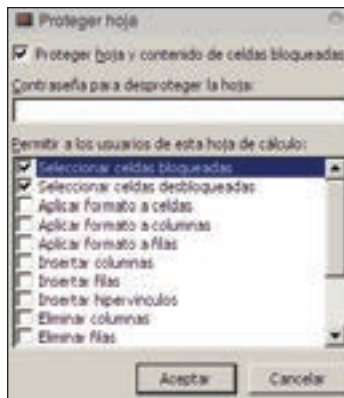 Proteger hoja
Proteger hoja y contenido de celdas bloqueadas
Contraseña para desproteger la hoja:
Permitir a los usuarios de esta hoja de cálculo:
Seleccionar celdas bloqueadas
Seleccionar celdas desbloqueadas
Aplicar formato a celdas
Aplicar formato a columnas
Aplicar formato a filas
Insertar columnas
Insertar filas
Insertar hipervínculos
Eliminar columnas
Eliminar filas
Aceptar
Cancelar